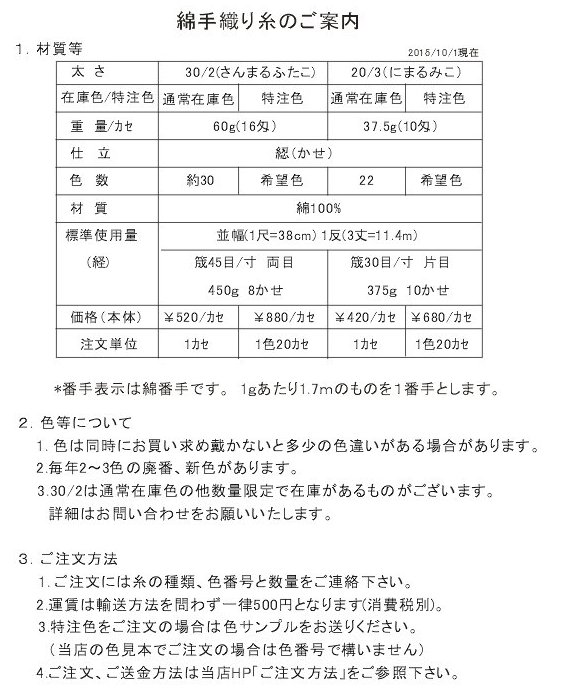 綿手織り糸のご案内
1. 材質等
2015/10/1現在
太 さ 30/2(さんまるふたこ) 20/3(にまるみこ)
在庫色/特注色 通常在庫色 特注色 通常在庫色 特注色
重 量/ｶｾ 60g(16匁) 37.5g(10匁)
仕 立 綛(かせ)
色 数 約30 希望色 22 希望色
材 質 綿100%
標準使用量 並幅(1尺=38cm) 1反(3丈=11.4m)
(経) 筬45目/寸 両目 筬30目/寸 片目
450g 8かせ 375g 10かせ
価格(本体) ¥520/ｶｾ ¥880/ｶｾ ¥420/ｶｾ ¥680/ｶｾ
注文単位 1ｶｾ 1色20ｶｾ 1ｶｾ 1色20ｶｾ
*番手表示は綿番手です。 1gあたり1.7mのものを1番手とします。
2. 色等について
1. 色は同時にお買い求め戴かないと多少の色違いがある場合があります。
2.毎年2～3色の廃番、新色があります。
3.30/2は通常在庫色の他数量限定で在庫があるものがございます。
詳細はお問い合わせをお願いいたします。
3. ご注文方法
1.ご注文には糸の種類、色番号と数量をご連絡下さい。
2.運賃は輸送方法を問わず一律500円となります(消費税別)。
3.特注色をご注文の場合は色サンプルをお送りください。
(当店の色見本でご注文の場合は色番号で構いません)
4.ご注文、ご送金方法は当店HP「ご注文方法」をご参照下さい。